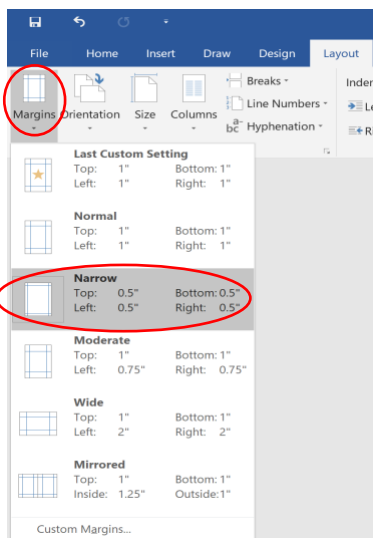 File Home Insert Draw Design Layout
Margins Orientation Size Columns
Breaks
Line Numbers
Hyphenation
Inden
Le
Ri
Last Custom Setting
Top: 1" Bottom: 1"
Left: 1" Right: 1"
Normal
Top: 1" Bottom: 1"
Left: 1" Right: 1"
Narrow
Top: 0.5" Bottom: 0.5"
Left: 0.5" Right: 0.5"
Moderate
Top: 1" Bottom: 1"
Left: 0.75" Right: 0.75"
Wide
Top: 1" Bottom: 1"
Left: 2" Right: 2"
Mirrored
Top: 1" Bottom: 1"
Inside: 1.25" Outside: 1"
Custom Margins...